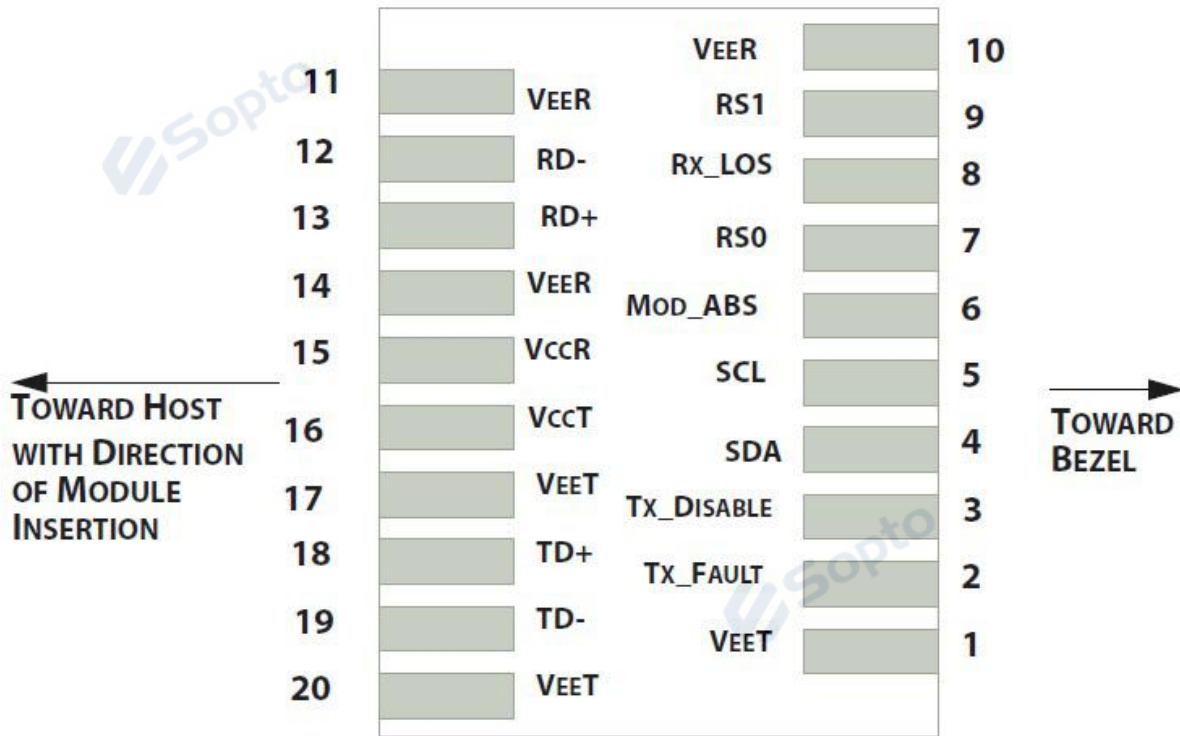 VEER 10
11 VEER
RS1 9
12 RD-
RX_LOS 8
13 RD+
RS0 7
14 VEER
MOD_ABS 6
15 VCCR
SCL 5
TOWARD HOST
WITH DIRECTION
OF MODULE
INSERTION
TOWARD
BEZEL
16 VCCT
SDA 4
17 VEET
TX_DISABLE 3
18 TD+
TX_FAULT 2
19 TD-
VEET 1
20 VEET
Sopto
Sopto